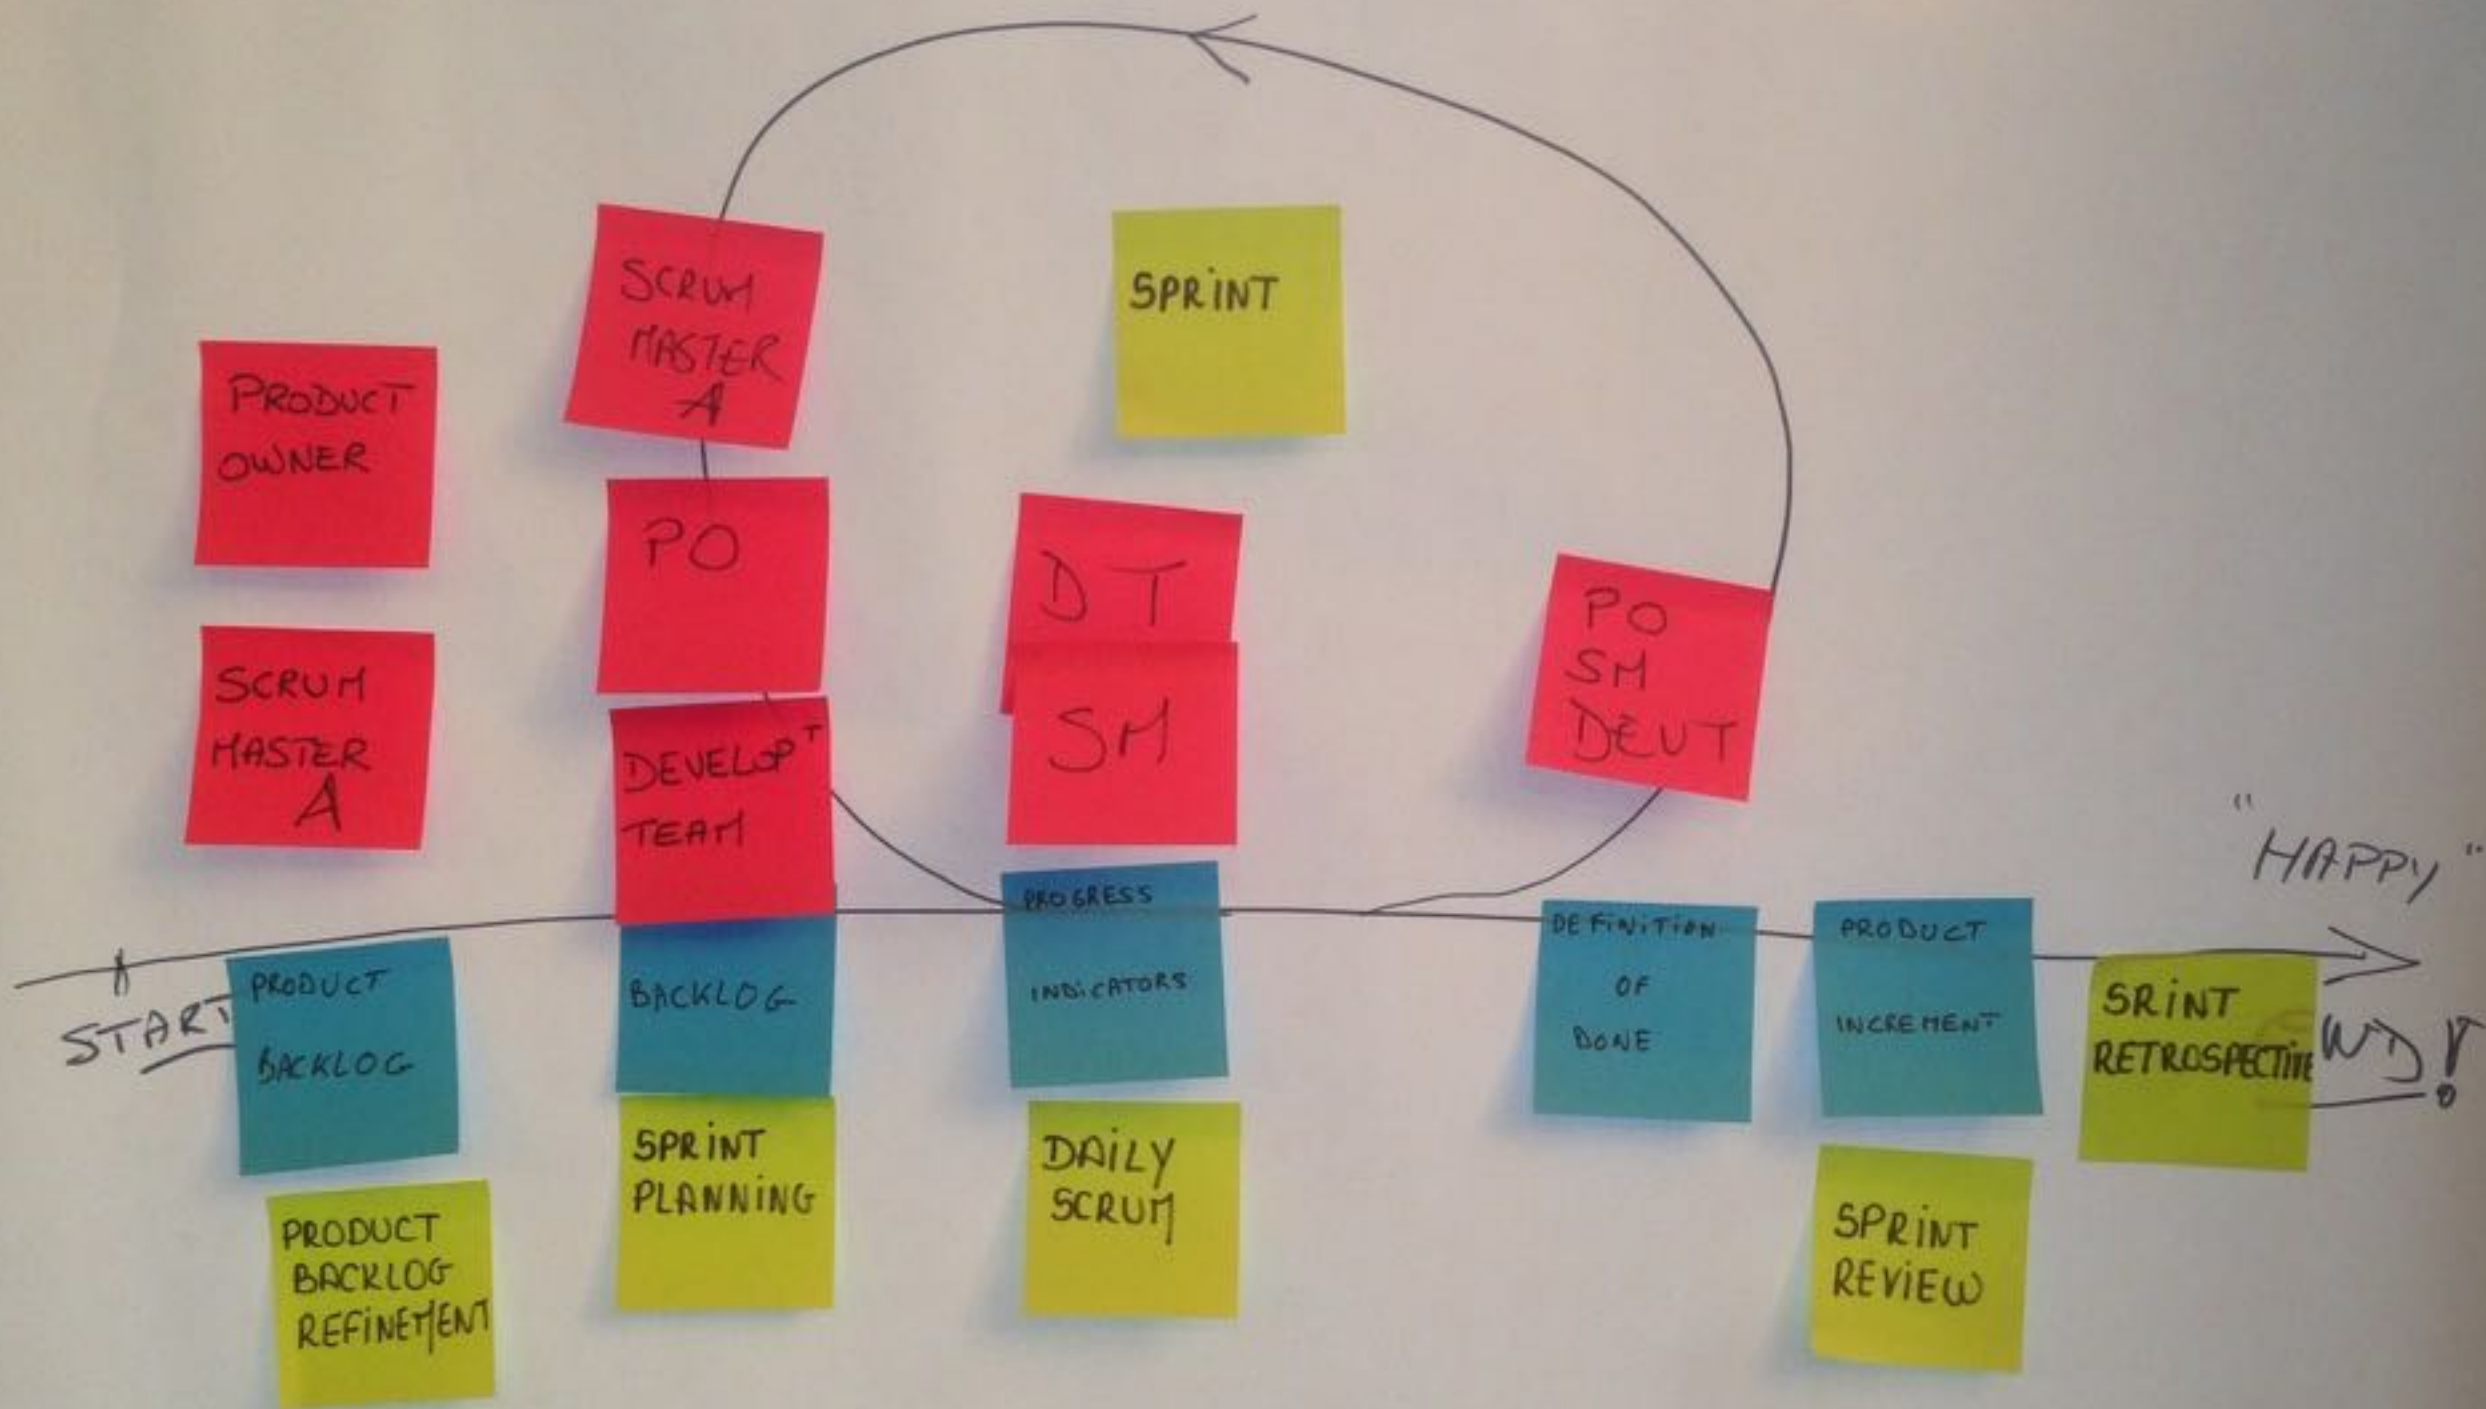 SCRUM
MASTER
A
SPRINT
PRODUCT
OWNER
PO
DT
SM
PO
SM
DEVT
SCRUM
MASTER
A
DEVELOPT
TEAM
"HAPPY"
END!
START
PRODUCT
BACKLOG
BACKLOG
PROGRESS
INDICATORS
DEFINITION
OF
DONE
PRODUCT
INCREMENT
SRINT
RETROSPECTIVE
PRODUCT
BACKLOG
REFINEMENT
SPRINT
PLANNING
DAILY
SCRUM
SPRINT
REVIEW